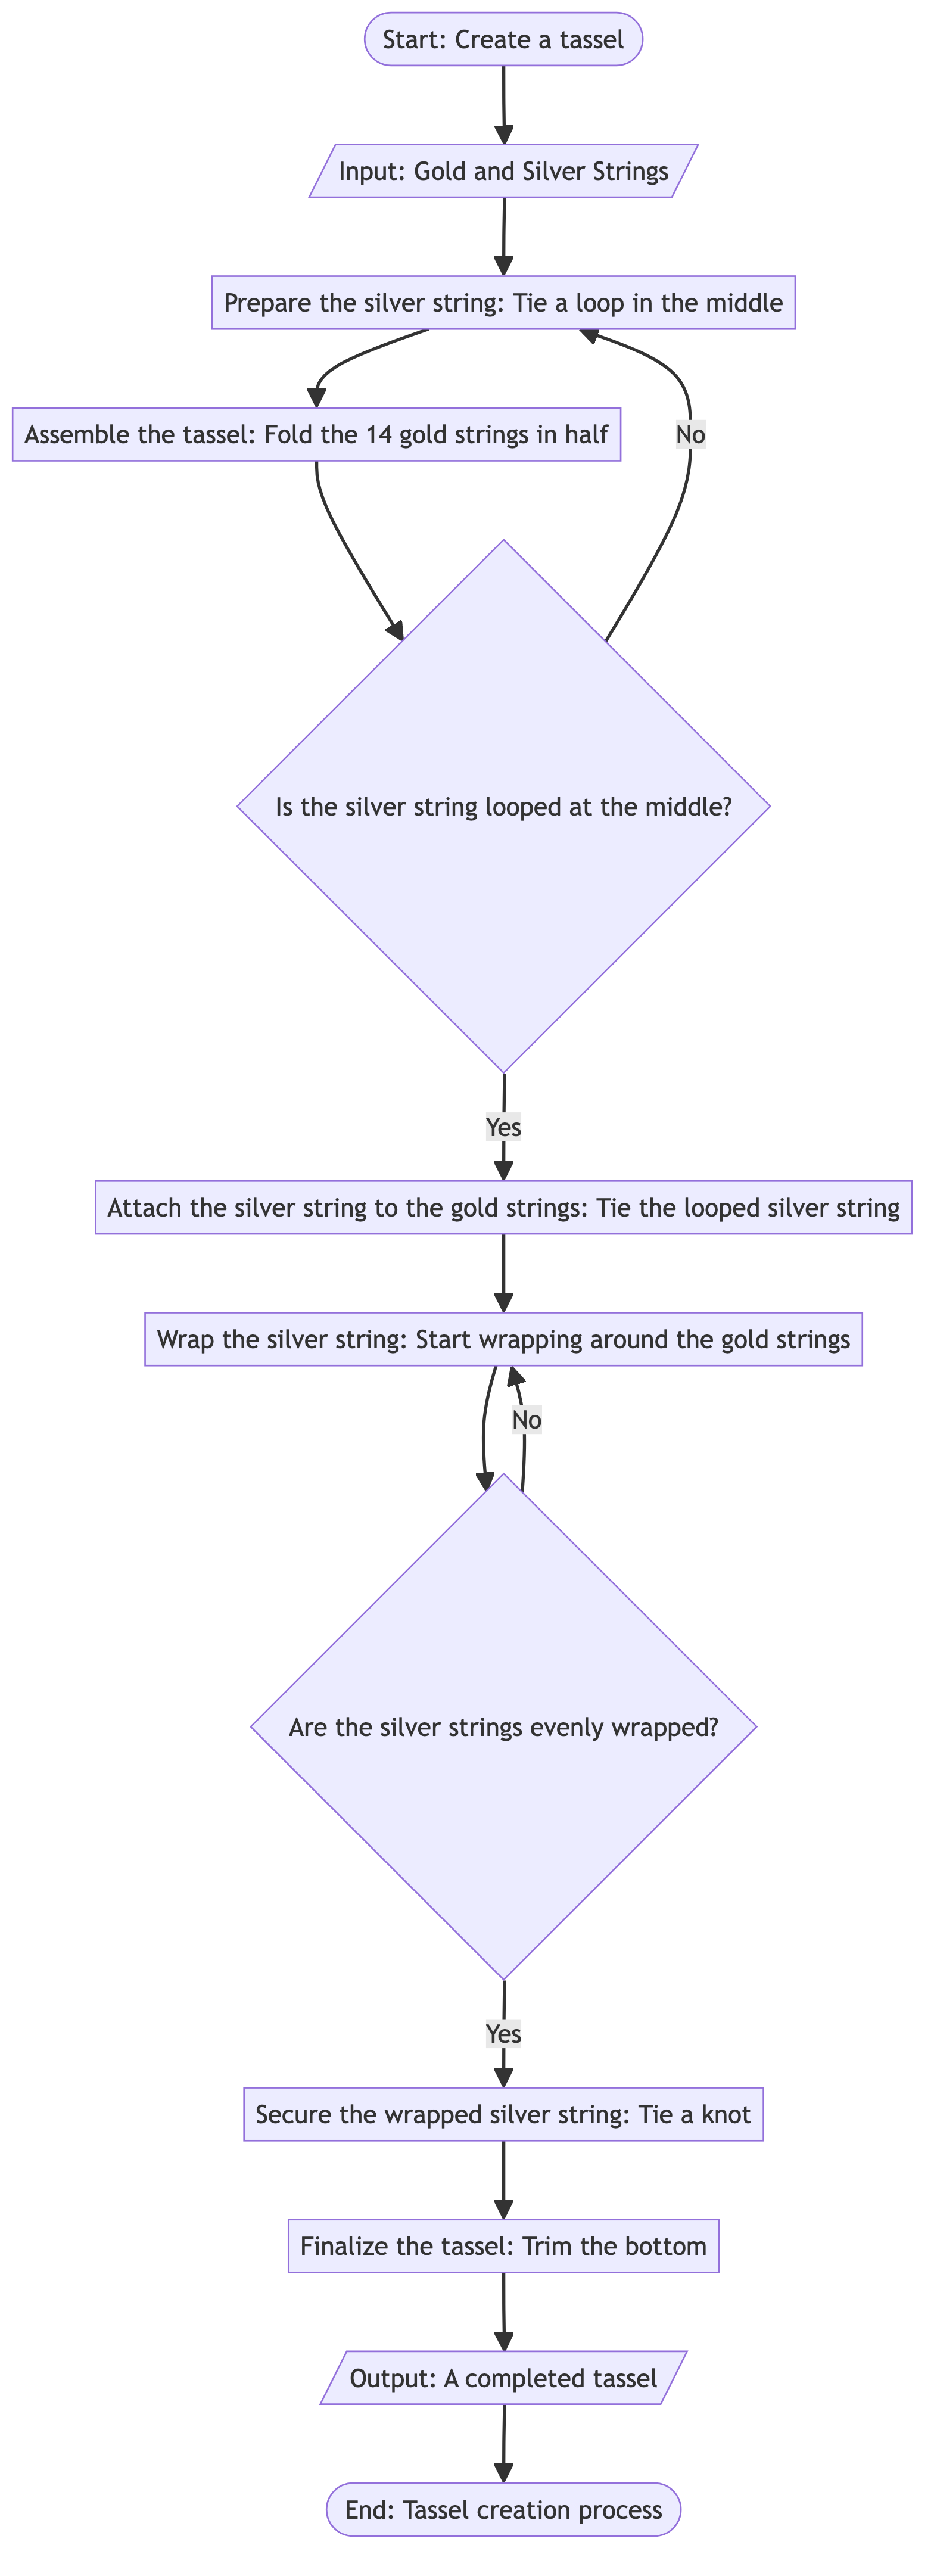 Start: Create a tassel
Input: Gold and Silver Strings
Prepare the silver string: Tie a loop in the middle
Assemble the tassel: Fold the 14 gold strings in half
No
Is the silver string looped at the middle?
Yes
Attach the silver string to the gold strings: Tie the looped silver string
Wrap the silver string: Start wrapping around the gold strings
No
Are the silver strings evenly wrapped?
Yes
Secure the wrapped silver string: Tie a knot
Finalize the tassel: Trim the bottom
Output: A completed tassel
End: Tassel creation process